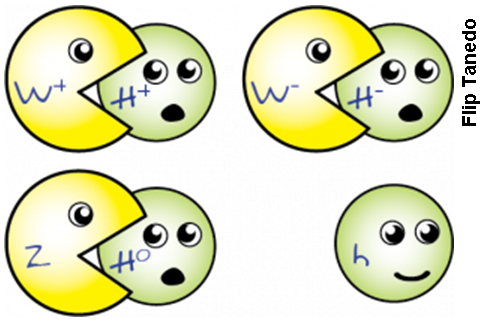 W+ H+
W- H-
Z H0
h
Flip Tanedo